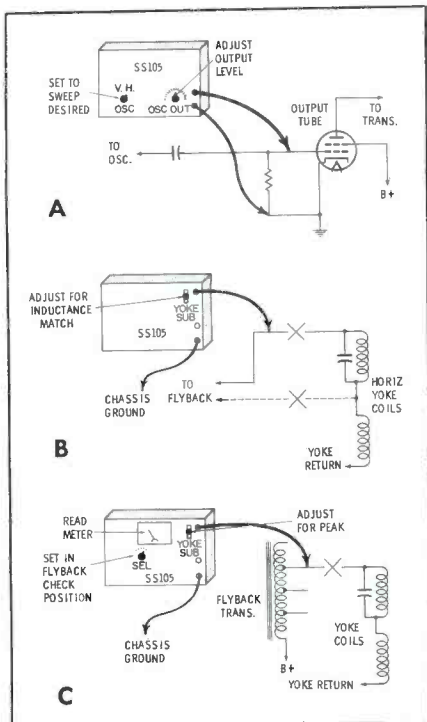 ADJUST
OUTPUT
LEVEL
SS105
SET TO
SWEEP
DESIRED
V. H.
OSC
OSC OUT
OUTPUT
TUBE
TO
TRANS.
TO
OSC.
B+
A
ADJUST FOR
INDUCTANCE
MATCH
YOKE
SUB
SS105
CHASSIS
GROUND
TO
FLYBACK
HORIZ
YOKE
COILS
YOKE
RETURN
B
READ
METER
YOKE
SUB
ADJUST
FOR PEAK
SET IN
FLYBACK
CHECK
POSITION
SEL
SS105
FLYBACK
TRANS.
YOKE
COILS
CHASSIS
GROUND
B+
YOKE RETURN
C